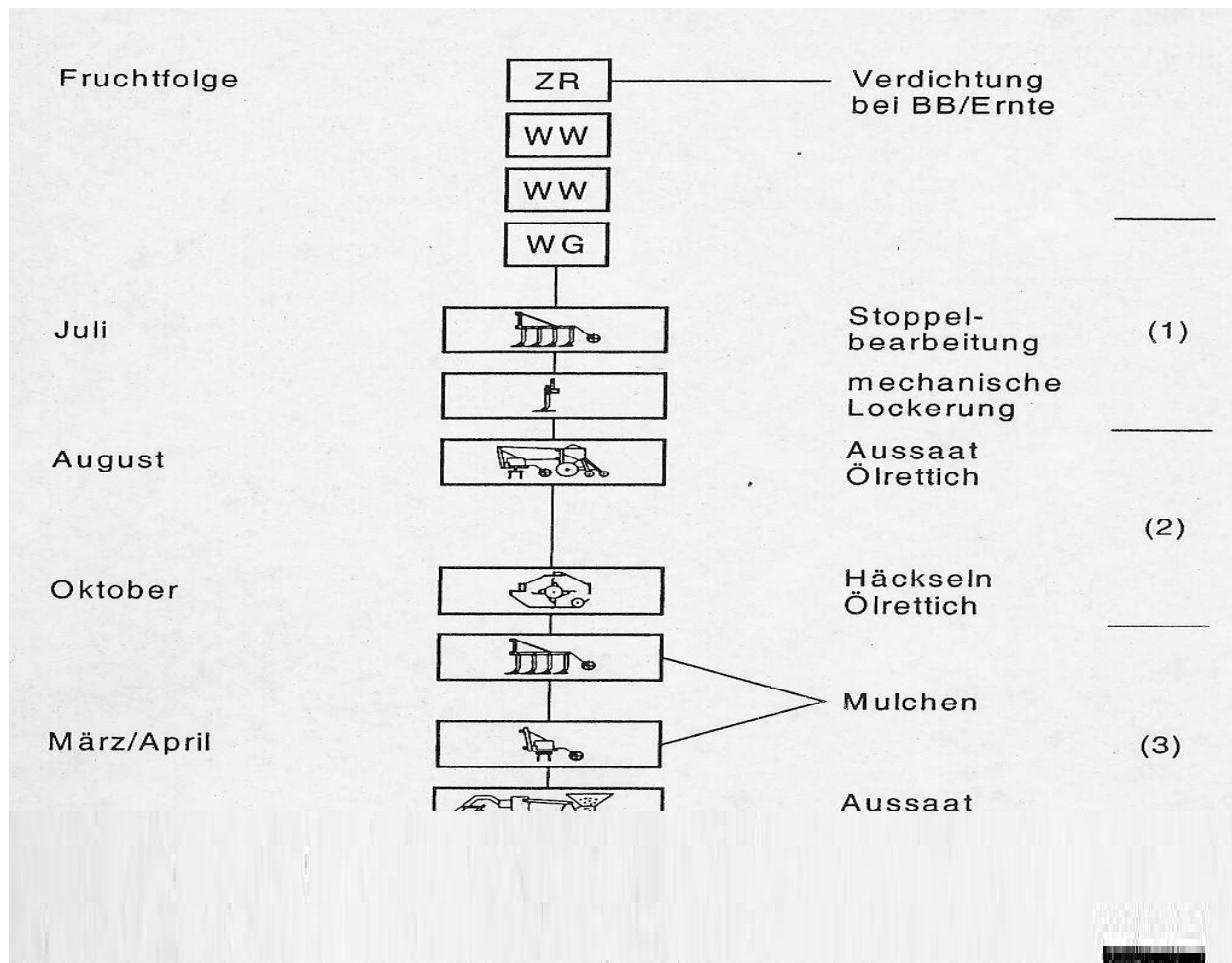 Fruchtfolge
ZR
Verdichtung
bei BB/Ernte
WW
WW
WG
Juli
Stoppel-
bearbeitung
(1)
mechanische
Lockerung
August
Aussaat
Ölrettich
(2)
Oktober
Häckseln
Ölrettich
Mulchen
März/April
(3)
Aussaat